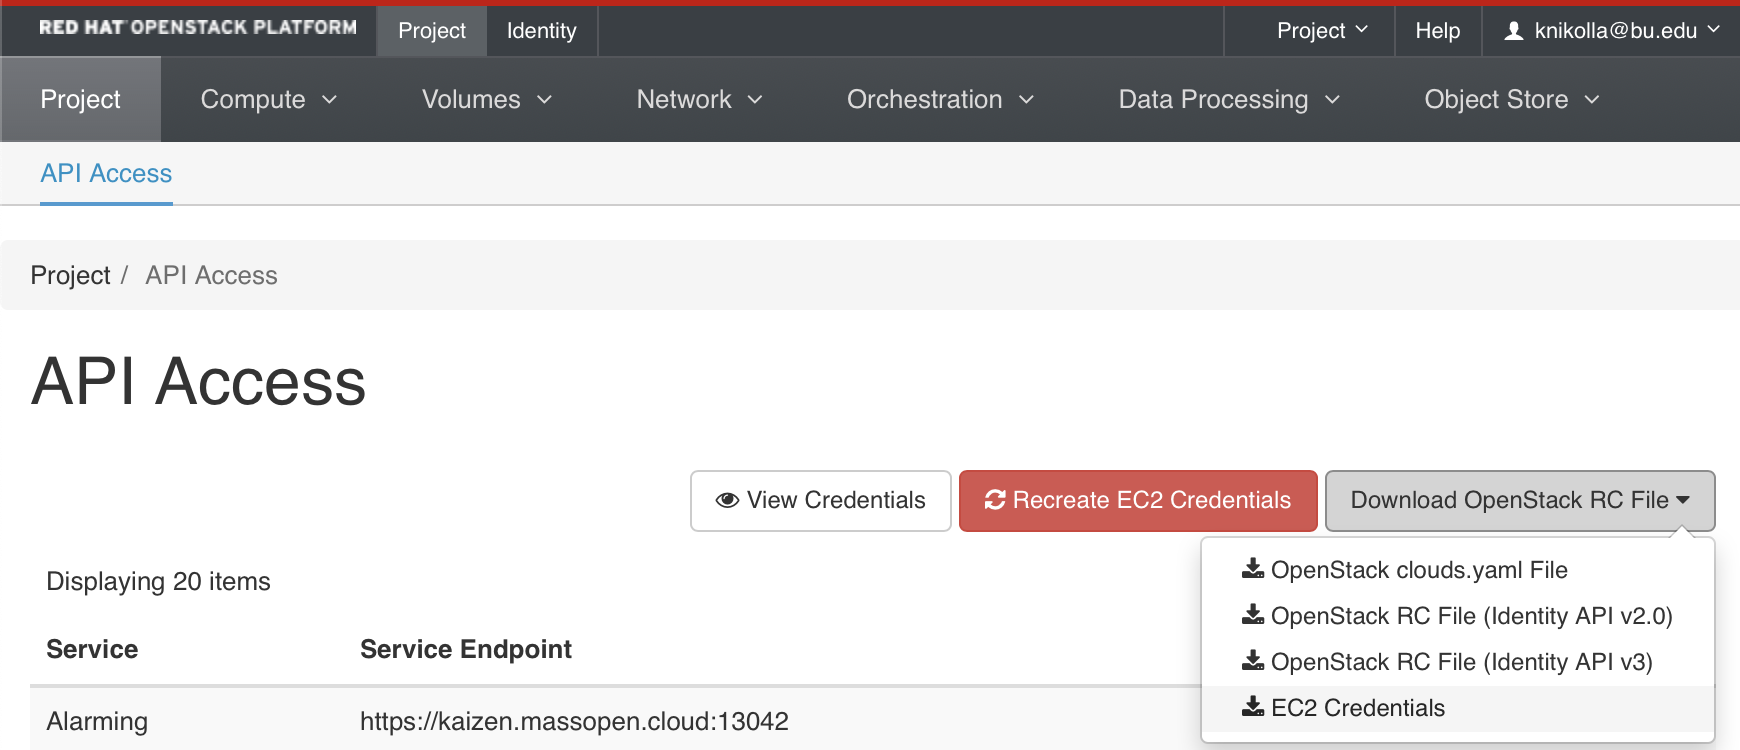 RED HAT OPENSTACK PLATFORM Project Identity Project Help knikolla@bu.edu
Project Compute Volumes Network Orchestration Data Processing Object Store
API Access
Project / API Access
API Access
View Credentials Recreate EC2 Credentials Download OpenStack RC File
OpenStack clouds.yaml File
Displaying 20 items
OpenStack RC File (Identity API v2.0)
Service Service Endpoint
OpenStack RC File (Identity API v3)
EC2 Credentials
Alarming https://kaizen.massopen.cloud:13042